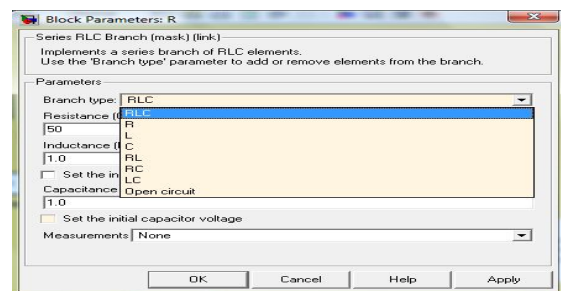 Block Parameters: R
Series RLC Branch (mask) (link)
Implements a series branch of RLC elements.
Use the 'Branch type' parameter to add or remove elements from the branch.
Parameters
Branch type: RLC
RLC
Resistance (
R
50
L
Inductance (
C
1.0
RL
RC
Set the in
LC
Capacitance
Open circuit
1.0
Set the initial capacitor voltage
Measurements None
OK Cancel Help Apply